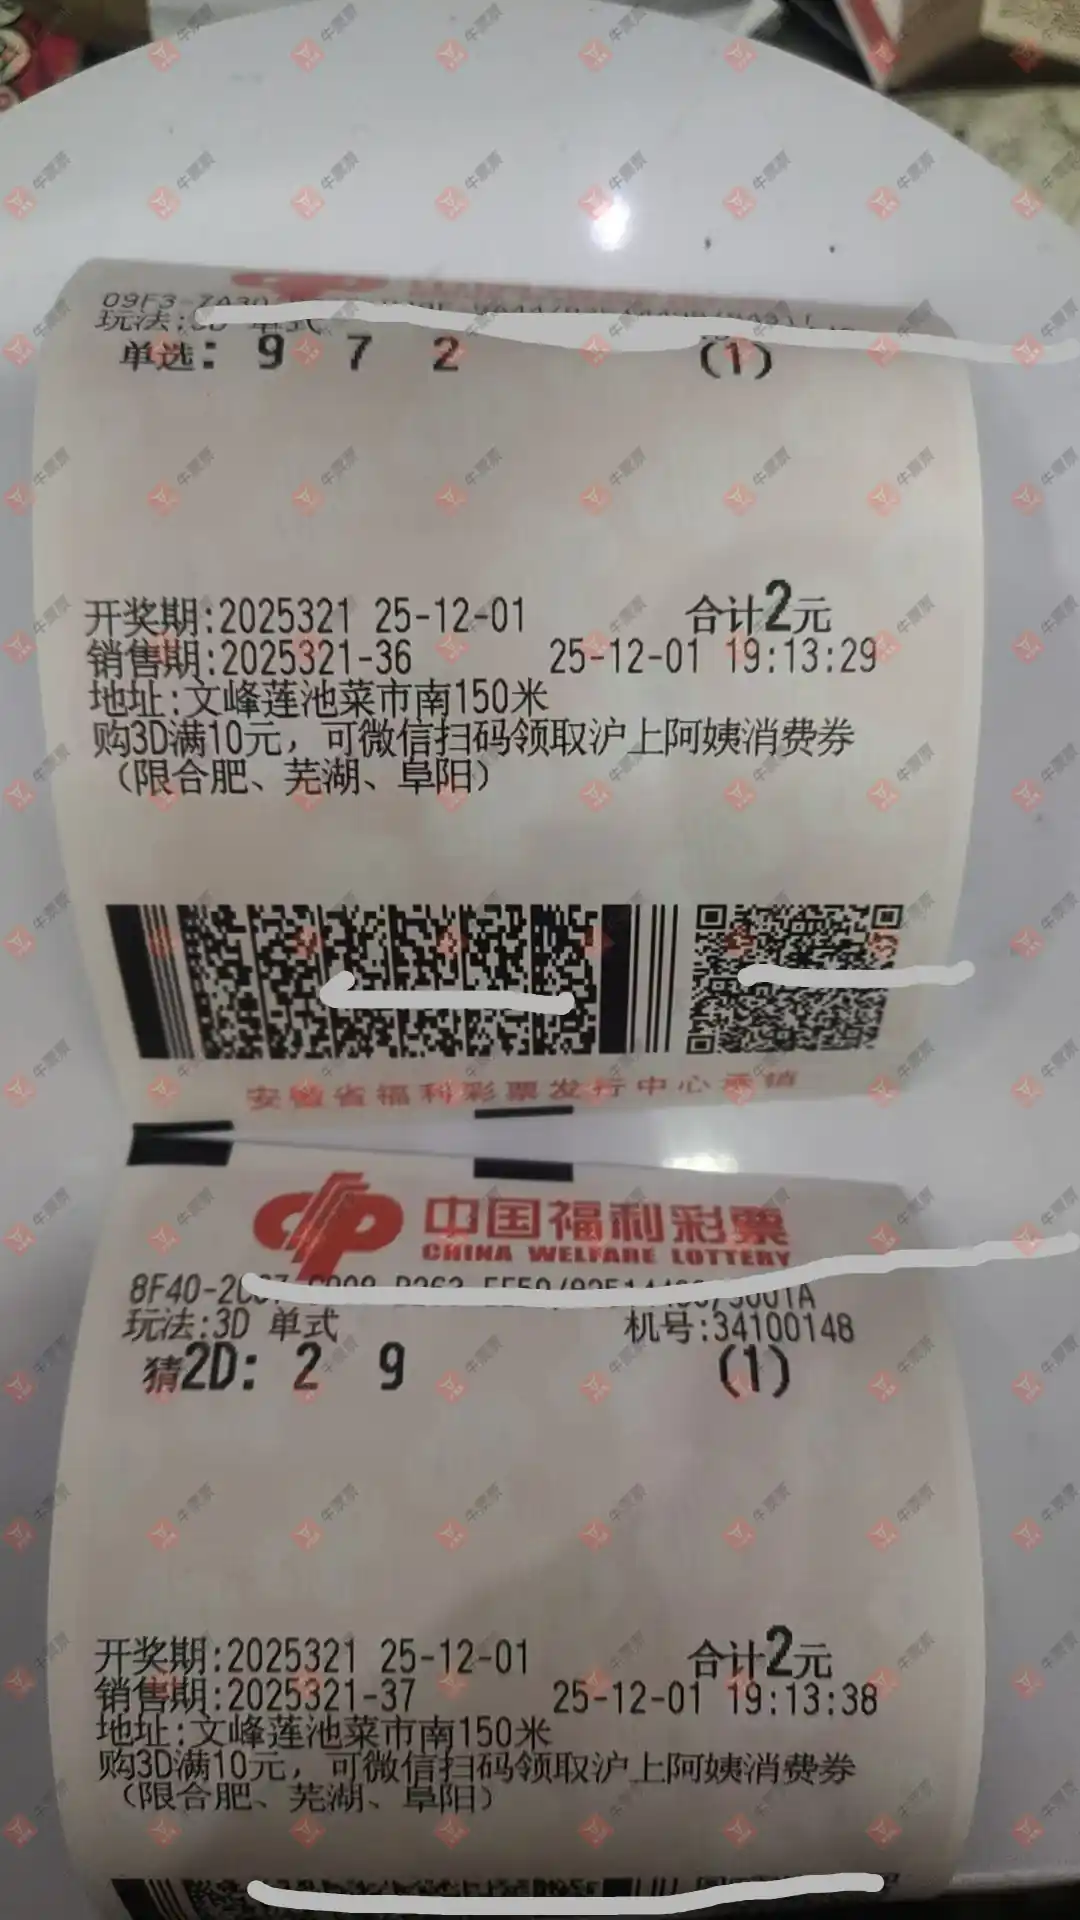 玩法:3D 单式
单选: 9 7 2 (1)
开奖期:2025321 25-12-01 合计2元
销售期:2025321-36 25-12-01 19:13:29
地址:文峰莲池菜市南150米
购3D满10元，可微信扫码领取沪上阿姨消费券
（限合肥、芜湖、阜阳）
安徽省福利彩票发行中心承销
中国福利彩票
CHINA WELFARE LOTTERY
玩法:3D 单式 机号:34100148
猜2D: 2 9 (1)
开奖期:2025321 25-12-01 合计2元
销售期:2025321-37 25-12-01 19:13:38
地址:文峰莲池菜市南150米
购3D满10元，可微信扫码领取沪上阿姨消费券
（限合肥、芜湖、阜阳）
牛票票